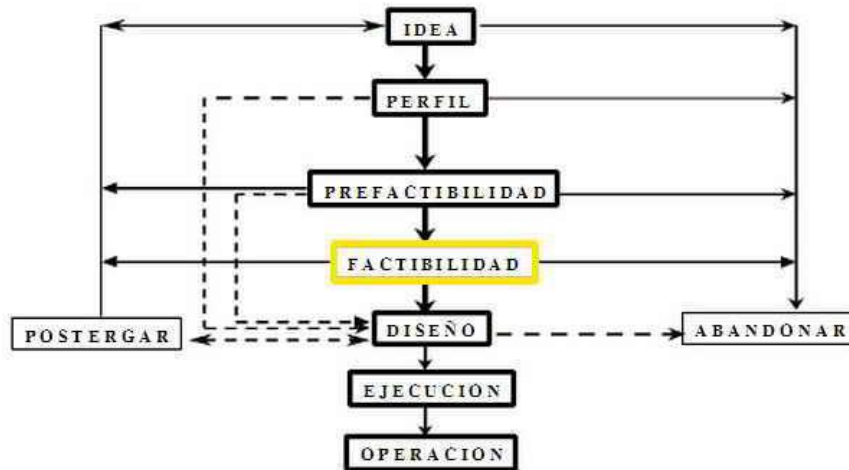 IDEA
PERFIL
PREFACTIBILIDAD
FACTIBILIDAD
POSTERGAR
DISEÑO
ABANDONAR
EJECUCION
OPERACION